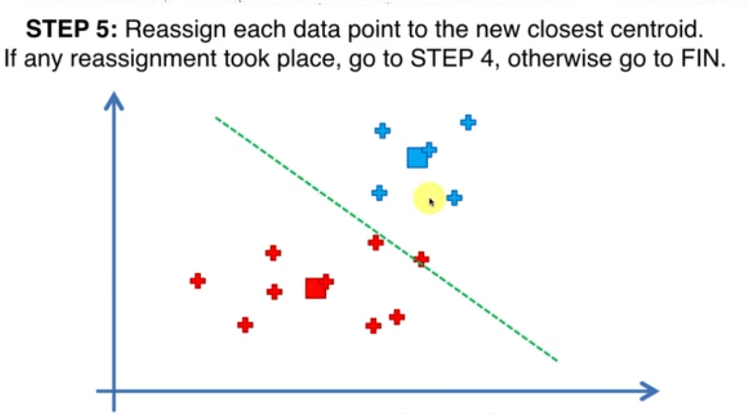 STEP 5: Reassign each data point to the new closest centroid.
If any reassignment took place, go to STEP 4, otherwise go to FIN.